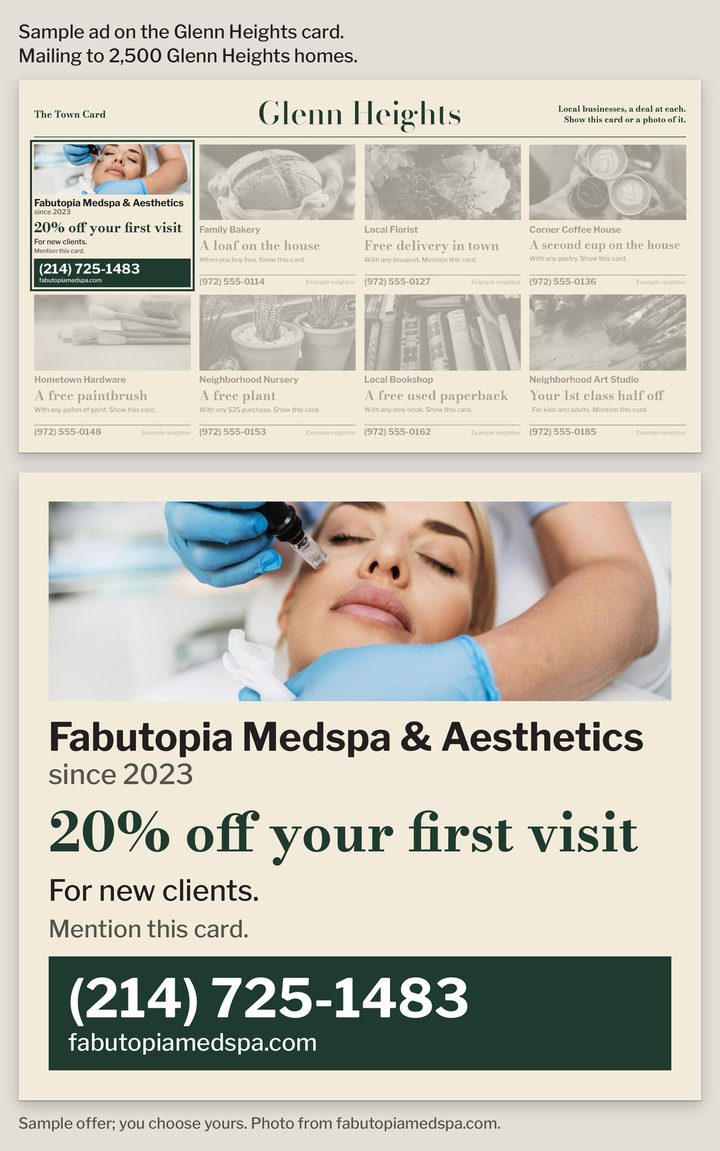 Sample ad on the Glenn Heights card.
Mailing to 2,500 Glenn Heights homes.
The Town Card
Glenn Heights
Local businesses, a deal at each.
Show this card or a photo of it.
Fabutopia Medspa & Aesthetics
since 2023
20% off your first visit
For new clients.
Mention this card.
(214) 725-1483
fabutopiamedspa.com
Family Bakery
A loaf on the house
When you buy two. Show this card.
(972) 555-0114
Example neighbor
Local Florist
Free delivery in town
With any bouquet. Mention this card.
(972) 555-0127
Example neighbor
Corner Coffee House
A second cup on the house
With any pastry. Show this card.
(972) 555-0136
Example neighbor
Hometown Hardware
A free paintbrush
With any gallon of paint. Show this card.
(972) 555-0148
Example neighbor
Neighborhood Nursery
A free plant
With any $25 purchase. Show this card.
(972) 555-0153
Example neighbor
Local Bookshop
A free used paperback
With any new book. Show this card.
(972) 555-0162
Example neighbor
Neighborhood Art Studio
Your 1st class half off
For kids and adults. Mention this card.
(972) 555-0185
Example neighbor
Fabutopia Medspa & Aesthetics
since 2023
20% off your first visit
For new clients.
Mention this card.
(214) 725-1483
fabutopiamedspa.com
Sample offer; you choose yours. Photo from fabutopiamedspa.com.